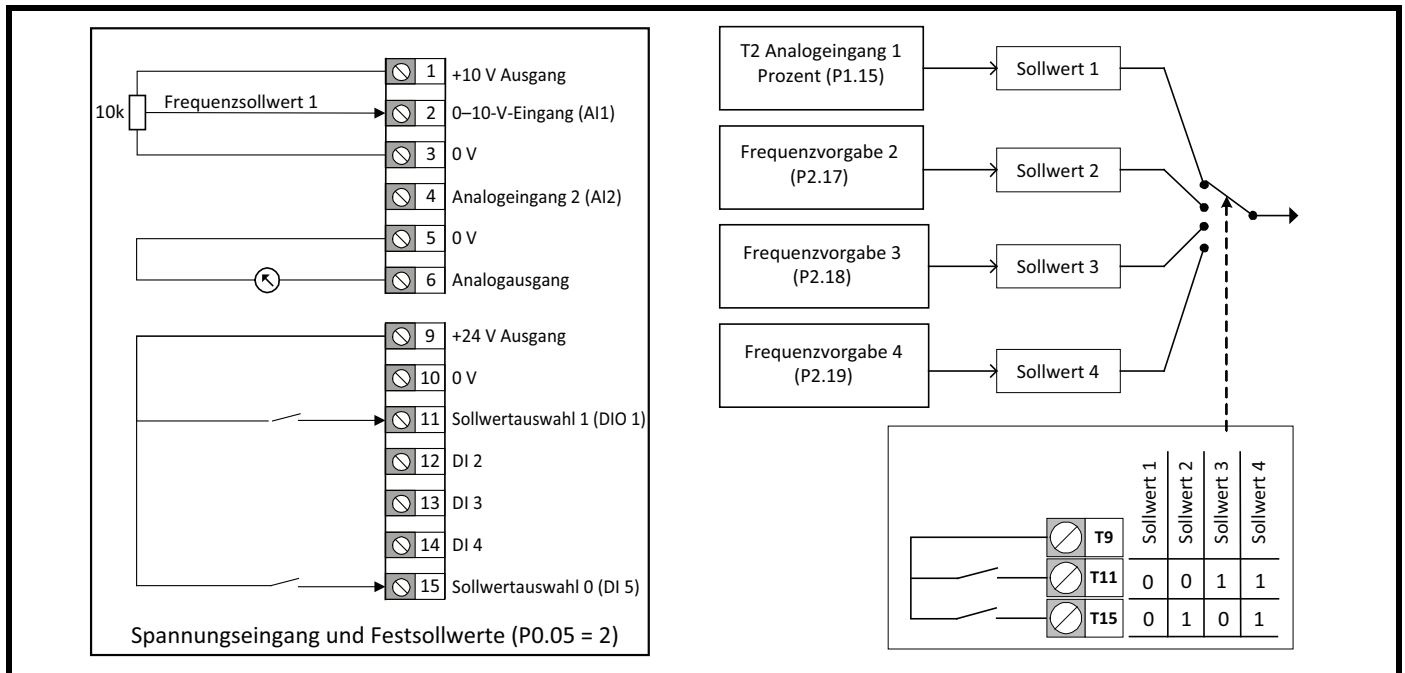 1 +10 V Ausgang
10k
Frequenzsollwert 1
2 0–10-V-Eingang (AI1)
3 0 V
4 Analogeingang 2 (AI2)
5 0 V
6 Analogausgang
9 +24 V Ausgang
10 0 V
11 Sollwertauswahl 1 (DIO 1)
12 DI 2
13 DI 3
14 DI 4
15 Sollwertauswahl 0 (DI 5)
Spannungseingang und Festsollwerte (P0.05 = 2)
T2 Analogeingang 1
Prozent (P1.15)
Sollwert 1
Frequenzvorgabe 2
(P2.17)
Sollwert 2
Frequenzvorgabe 3
(P2.18)
Sollwert 3
Frequenzvorgabe 4
(P2.19)
Sollwert 4
Sollwert 1
Sollwert 2
Sollwert 3
Sollwert 4
T9
T11 0 0 1 1
T15 0 1 0 1